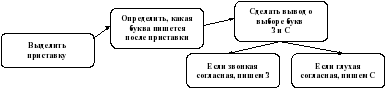 Выделить
приставку
Определить, какая
буква пишется
после приставки
Сделать вывод о
выборе букв
З и С
Если звонкая
согласная, пишем З
Если глухая
согласная, пишем С